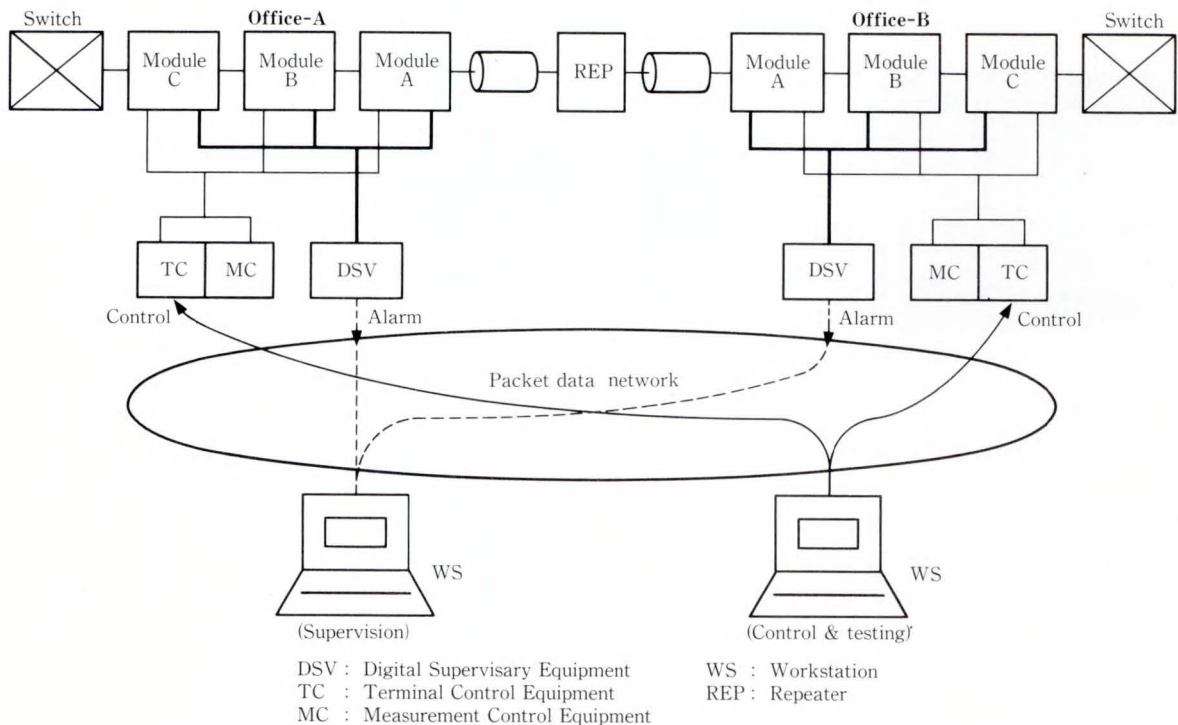 Switch
Office-A
Office-B
Switch
Module
C
Module
B
Module
A
REP
Module
A
Module
B
Module
C
TC
MC
DSV
DSV
MC
TC
Control
Alarm
Alarm
Control
Packet data network
WS
WS
(Supervision)
(Control & testing)
DSV : Digital Supervisary Equipment
TC : Terminal Control Equipment
MC : Measurement Control Equipment
WS : Workstation
REP : Repeater